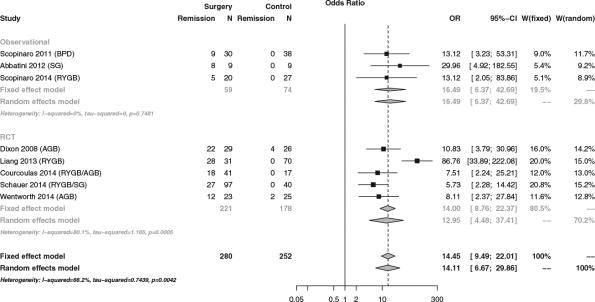 Surgery Control Odds Ratio
Study Remission N Remission N OR 95%-CI W(fixed) W(random)
Observational
Scopinaro 2011 (BPD) 9 30 0 38 13.12 [ 3.23; 53.31] 9.0% 11.7%
Abbatini 2012 (SG) 8 9 0 9 29.96 [ 4.92; 182.55] 5.4% 9.2%
Scopinaro 2014 (RYGB) 5 20 0 27 13.12 [ 2.05; 83.86] 5.1% 8.9%
Fixed effect model 59 74 16.49 [ 6.37; 42.69] 19.5% ––
Random effects model 16.49 [ 6.37; 42.69] –– 29.8%
Heterogeneity: I-squared=0%, tau-squared=0, p=0.7481
RCT
Dixon 2008 (AGB) 22 29 4 26 10.83 [ 3.79; 30.96] 16.0% 14.2%
Liang 2013 (RYGB) 28 31 0 70 86.76 [33.89; 222.08] 20.0% 15.0%
Courcoulas 2014 (RYGB/AGB) 18 41 0 17 7.51 [ 2.24; 25.21] 12.0% 13.0%
Schauer 2014 (RYGB/SG) 27 97 0 40 5.73 [ 2.28; 14.42] 20.8% 15.2%
Wentworth 2014 (AGB) 12 23 2 25 8.11 [ 2.37; 27.84] 11.6% 12.8%
Fixed effect model 221 178 14.00 [ 8.76; 22.37] 80.5% ––
Random effects model 12.95 [ 4.48; 37.41] –– 70.2%
Heterogeneity: I-squared=80.1%, tau-squared=1.165, p=0.0005
Fixed effect model 280 252 14.45 [ 9.49; 22.01] 100% ––
Random effects model 14.11 [ 6.67; 29.86] –– 100%
Heterogeneity: I-squared=66.2%, tau-squared=0.7439, p=0.0042
0.05 0.1 1 2 10 300